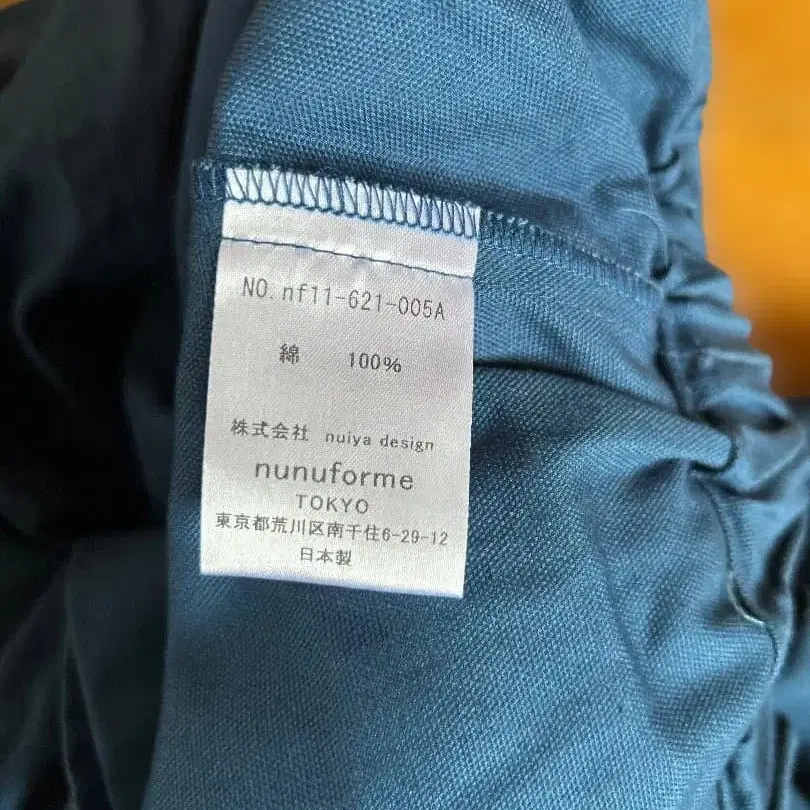 NO. nf11-621-005A
綿 100%
株式会社 nuiya design
nunuforme
TOKYO
東京都荒川区南千住6-29-12
日本製